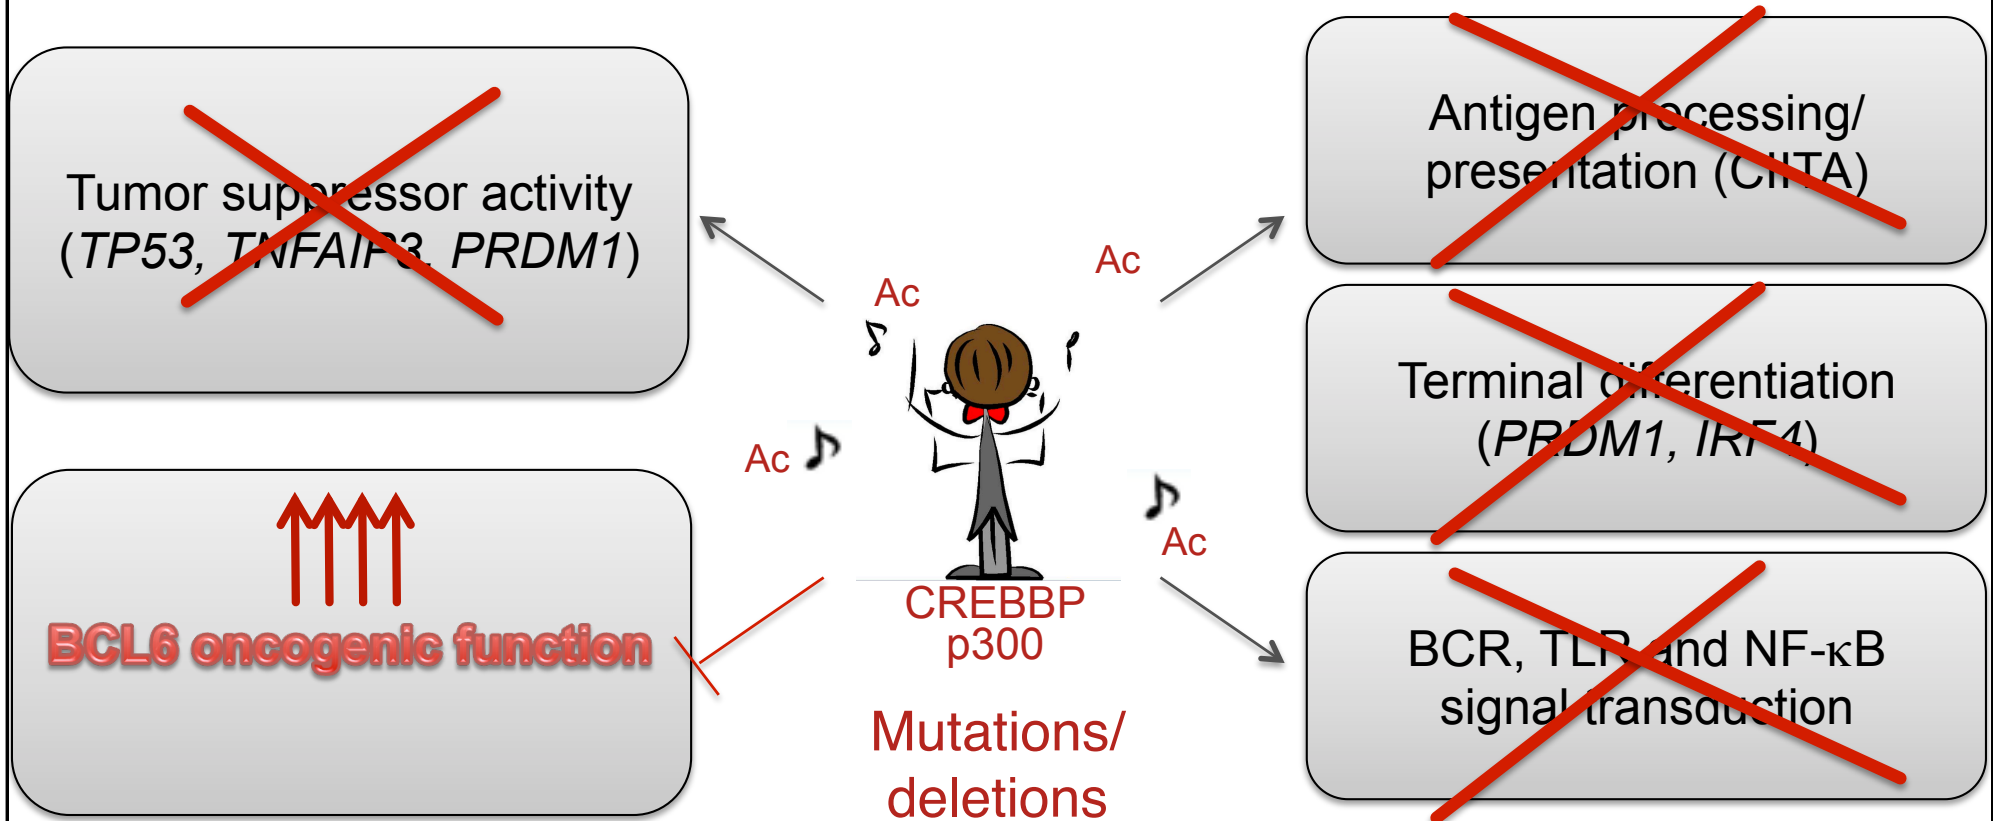 Tumor suppressor activity
(TP53, TNFAIP3, PRDM1)
BCL6 oncogenic function
Ac
Ac
Ac
Ac
CREBBP
p300
Mutations/
deletions
Antigen processing/
presentation (CIITA)
Terminal differentiation
(PRDM1, IRF4)
BCR, TLR and NF-κB
signal transduction